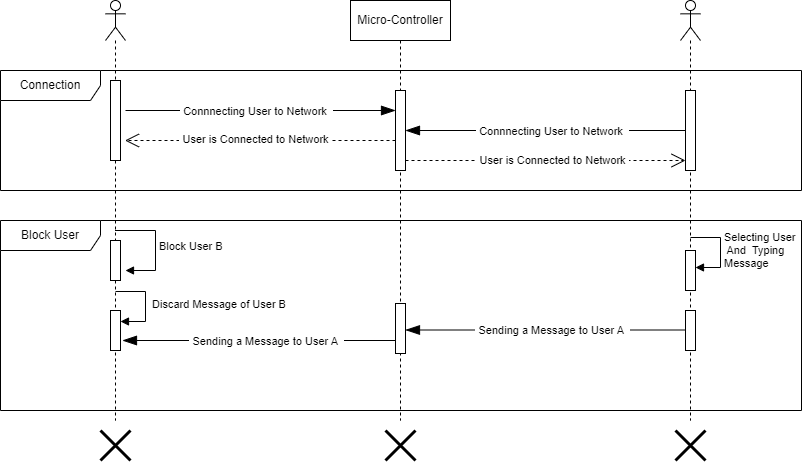 Micro-Controller
Connection
Connnecting User to Network
Connnecting User to Network
User is Connected to Network
User is Connected to Network
Block User
Block User B
Selecting User
And Typing
Message
Discard Message of User B
Sending a Message to User A
Sending a Message to User A